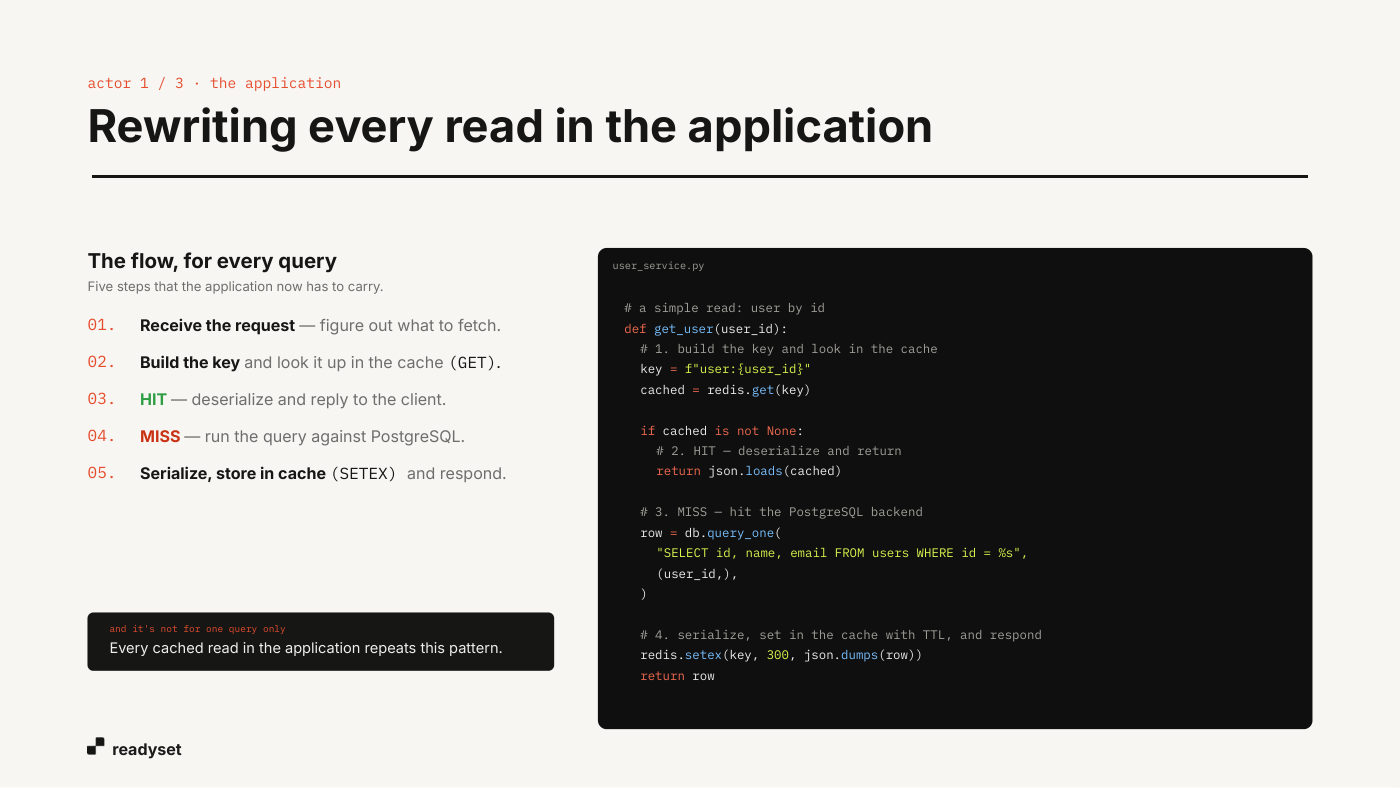 actor 1 / 3 · the application
Rewriting every read in the application
The flow, for every query
Five steps that the application now has to carry.
01. Receive the request — figure out what to fetch.
02. Build the key and look it up in the cache (GET).
03. HIT — deserialize and reply to the client.
04. MISS — run the query against PostgreSQL.
05. Serialize, store in cache (SETEX) and respond.
and it's not for one query only
Every cached read in the application repeats this pattern.
user_service.py
# a simple read: user by id
def get_user(user_id):
# 1. build the key and look in the cache
key = f"user:{user_id}"
cached = redis.get(key)
if cached is not None:
# 2. HIT — deserialize and return
return json.loads(cached)
# 3. MISS — hit the PostgreSQL backend
row = db.query_one(
"SELECT id, name, email FROM users WHERE id = %s",
(user_id,),
)
# 4. serialize, set in the cache with TTL, and respond
redis.setex(key, 300, json.dumps(row))
return row
readyset